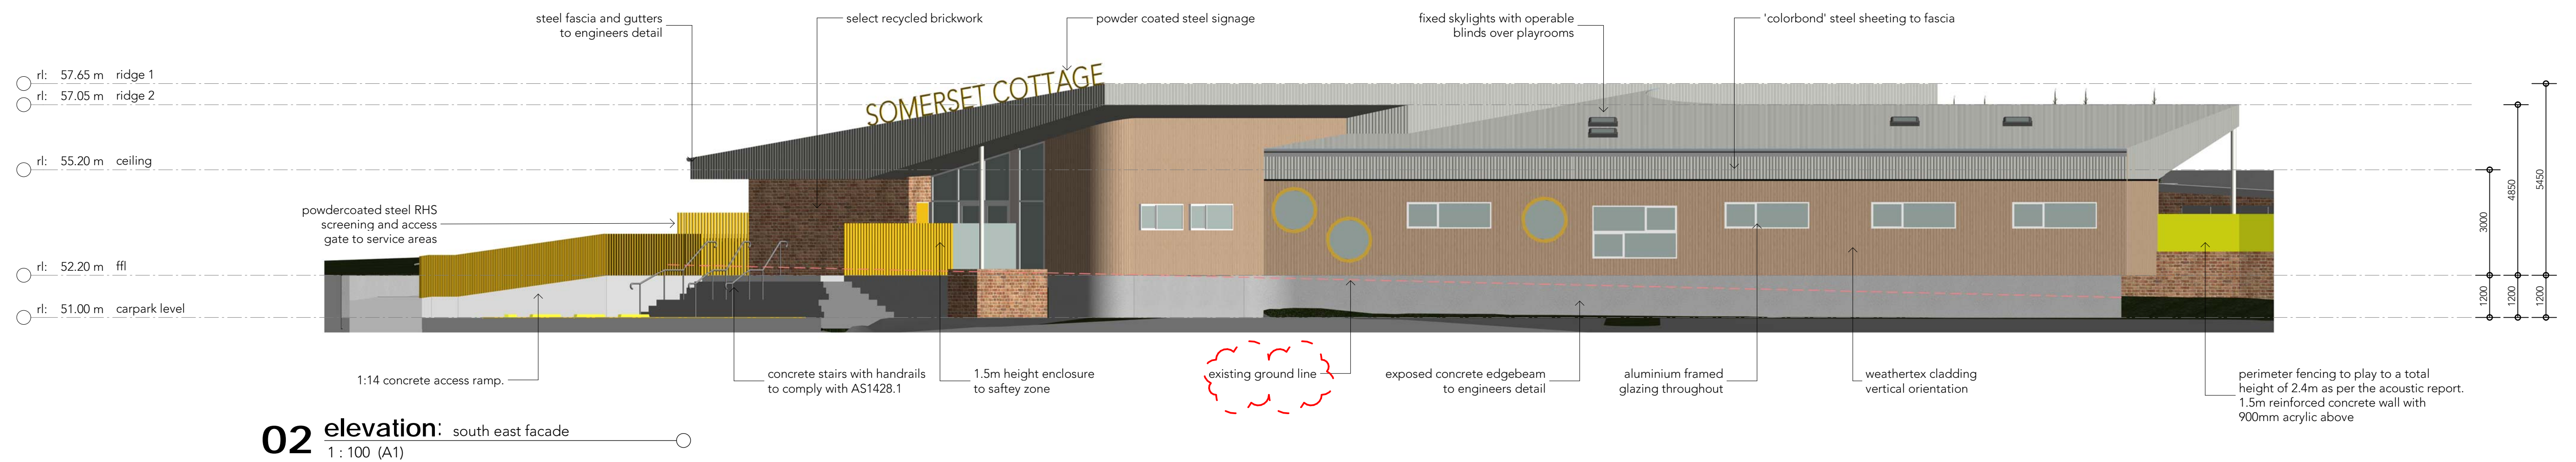 steel fascia and gutters
to engineers detail
select recycled brickwork
powder coated steel signage
fixed skylights with operable
blinds over playrooms
'colorbond' steel sheeting to fascia
rl: 57.65 m ridge 1
rl: 57.05 m ridge 2
rl: 55.20 m ceiling
rl: 52.20 m ffl
rl: 51.00 m carpark level
SOMERSET COTTAGE
powdercoated steel RHS
screening and access
gate to service areas
3000
4850
5450
1200
1200
1200
1:14 concrete access ramp.
concrete stairs with handrails
to comply with AS1428.1
1.5m height enclosure
to saftey zone
existing ground line
exposed concrete edgebeam
to engineers detail
aluminium framed
glazing throughout
weathertex cladding
vertical orientation
perimeter fencing to play to a total
height of 2.4m as per the acoustic report.
1.5m reinforced concrete wall with
900mm acrylic above
02 elevation: south east facade
1 : 100 (A1)